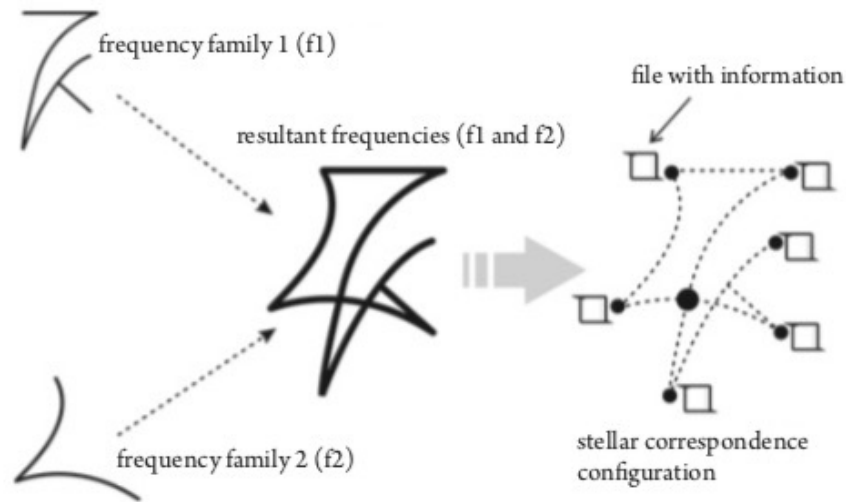 frequency family 1 (f1)
file with information
resultant frequencies (f1 and f2)
frequency family 2 (f2)
stellar correspondence
configuration